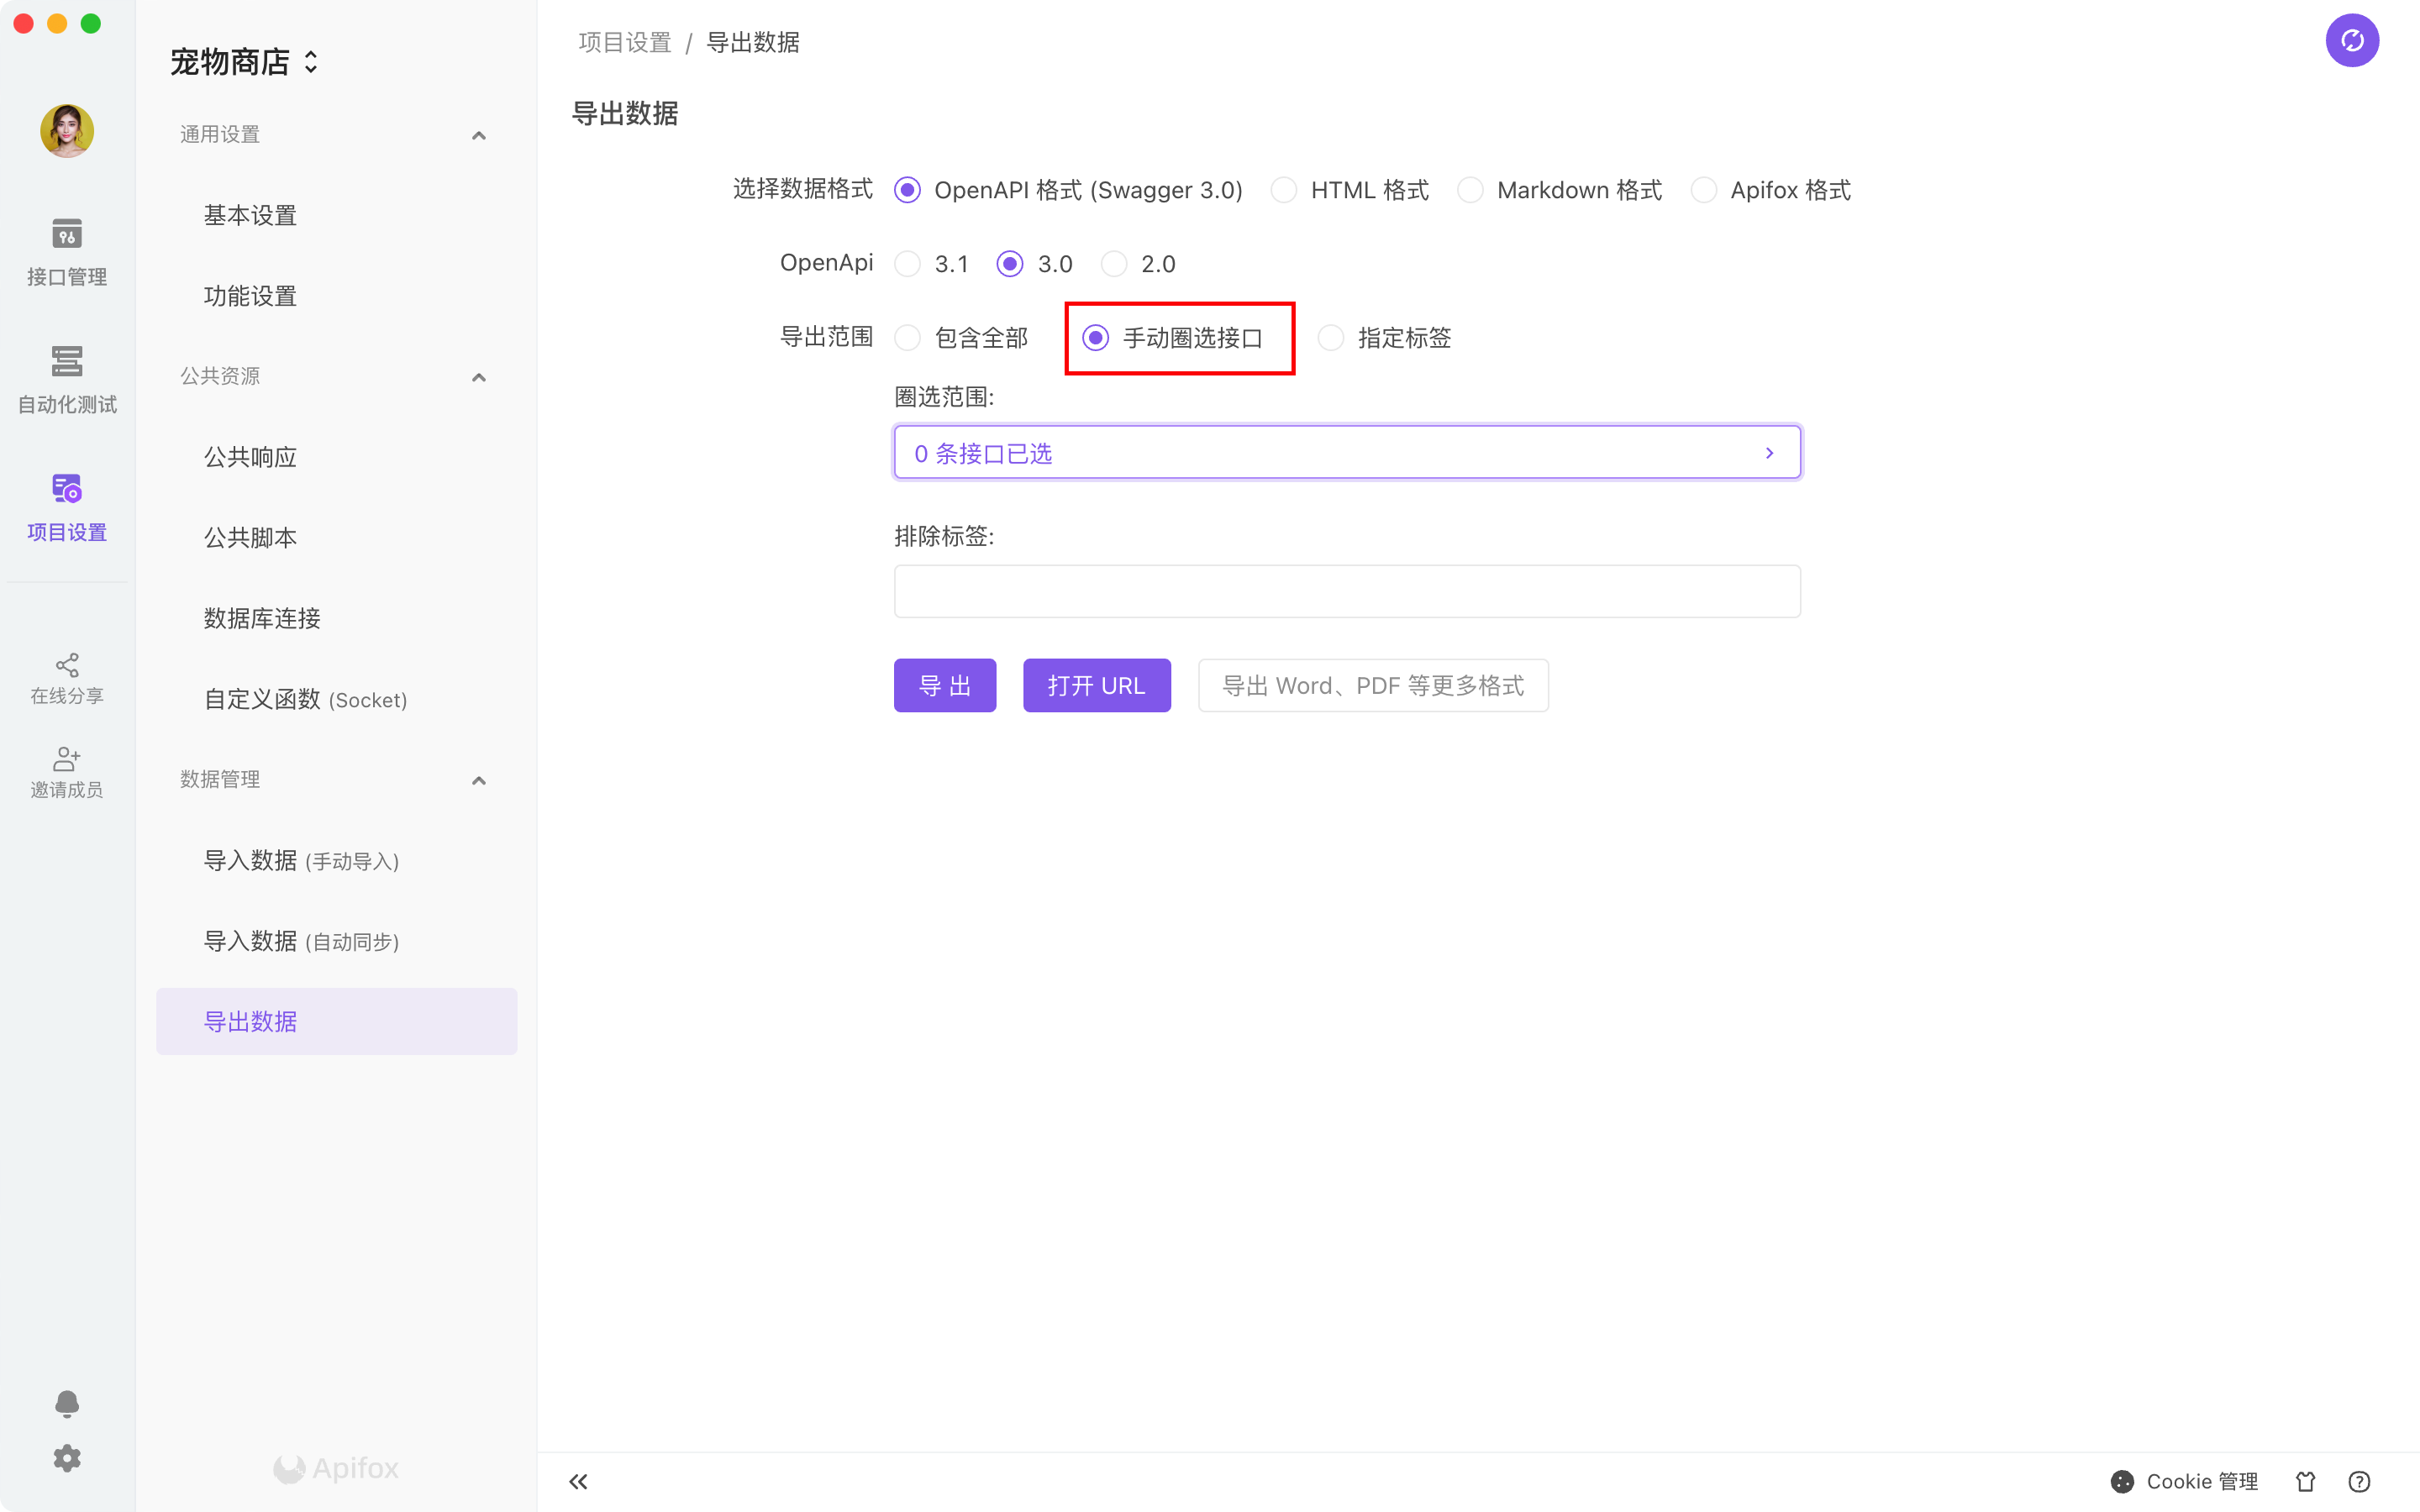 宠物商店
接口管理
自动化测试
项目设置
在线分享
邀请成员
通用设置
基本设置
功能设置
公共资源
公共响应
公共脚本
数据库连接
自定义函数 (Socket)
数据管理
导入数据 (手动导入)
导入数据 (自动同步)
导出数据
Apifox
项目设置 / 导出数据
导出数据
选择数据格式 OpenAPI 格式 (Swagger 3.0) HTML 格式 Markdown 格式 Apifox 格式
OpenApi 3.1 3.0 2.0
导出范围 包含全部 手动圈选接口 指定标签
圈选范围:
0 条接口已选
排除标签:
导 出 打开 URL 导出 Word、PDF 等更多格式
Cookie 管理